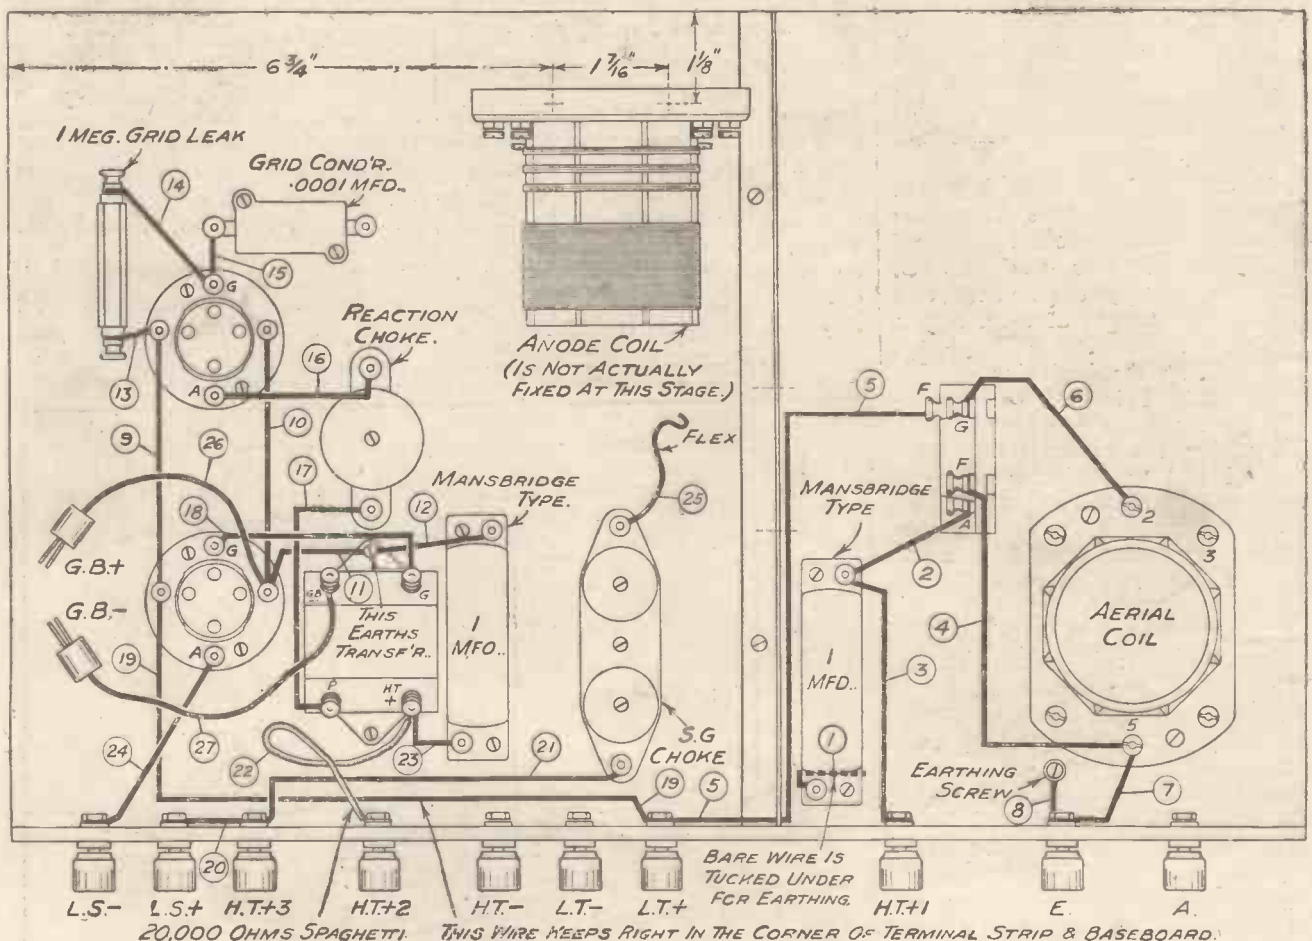 6 3/4"
1 7/16"
1 1/8"
1 MEG. GRID LEAK
GRID COND'R.
.0001 MFD..
14
15
G
REACTION
CHOKE.
ANODE COIL
(IS NOT ACTUALLY
FIXED AT THIS STAGE.)
13
A
16
9
10
26
17
MANSBRIDGE
TYPE.
12
FLEX
25
5
F
G
6
F
A
MANSBRIDGE
TYPE
2
2
3
18
G
G.B.+
G.B.-
11
GB
G
THIS
EARTHS
TRANSF'R..
1
MFD..
4
AERIAL
COIL
19
A
P
HT
+
27
24
22
23
21
S.G
CHOKE
1
MFD..
1
3
5
EARTHING
SCREW
8
7
19
5
20
BARE WIRE IS
TUCKED UNDER
FOR EARTHING.
L.S.-
L.S.+
H.T.+3
H.T.+2
H.T.-
L.T.-
L.T.+
H.T.+1
E.
A.
20,000 OHMS SPAGHETTI.
THIS WIRE KEEPS RIGHT IN THE CORNER OF TERMINAL STRIP & BASEBOARD.